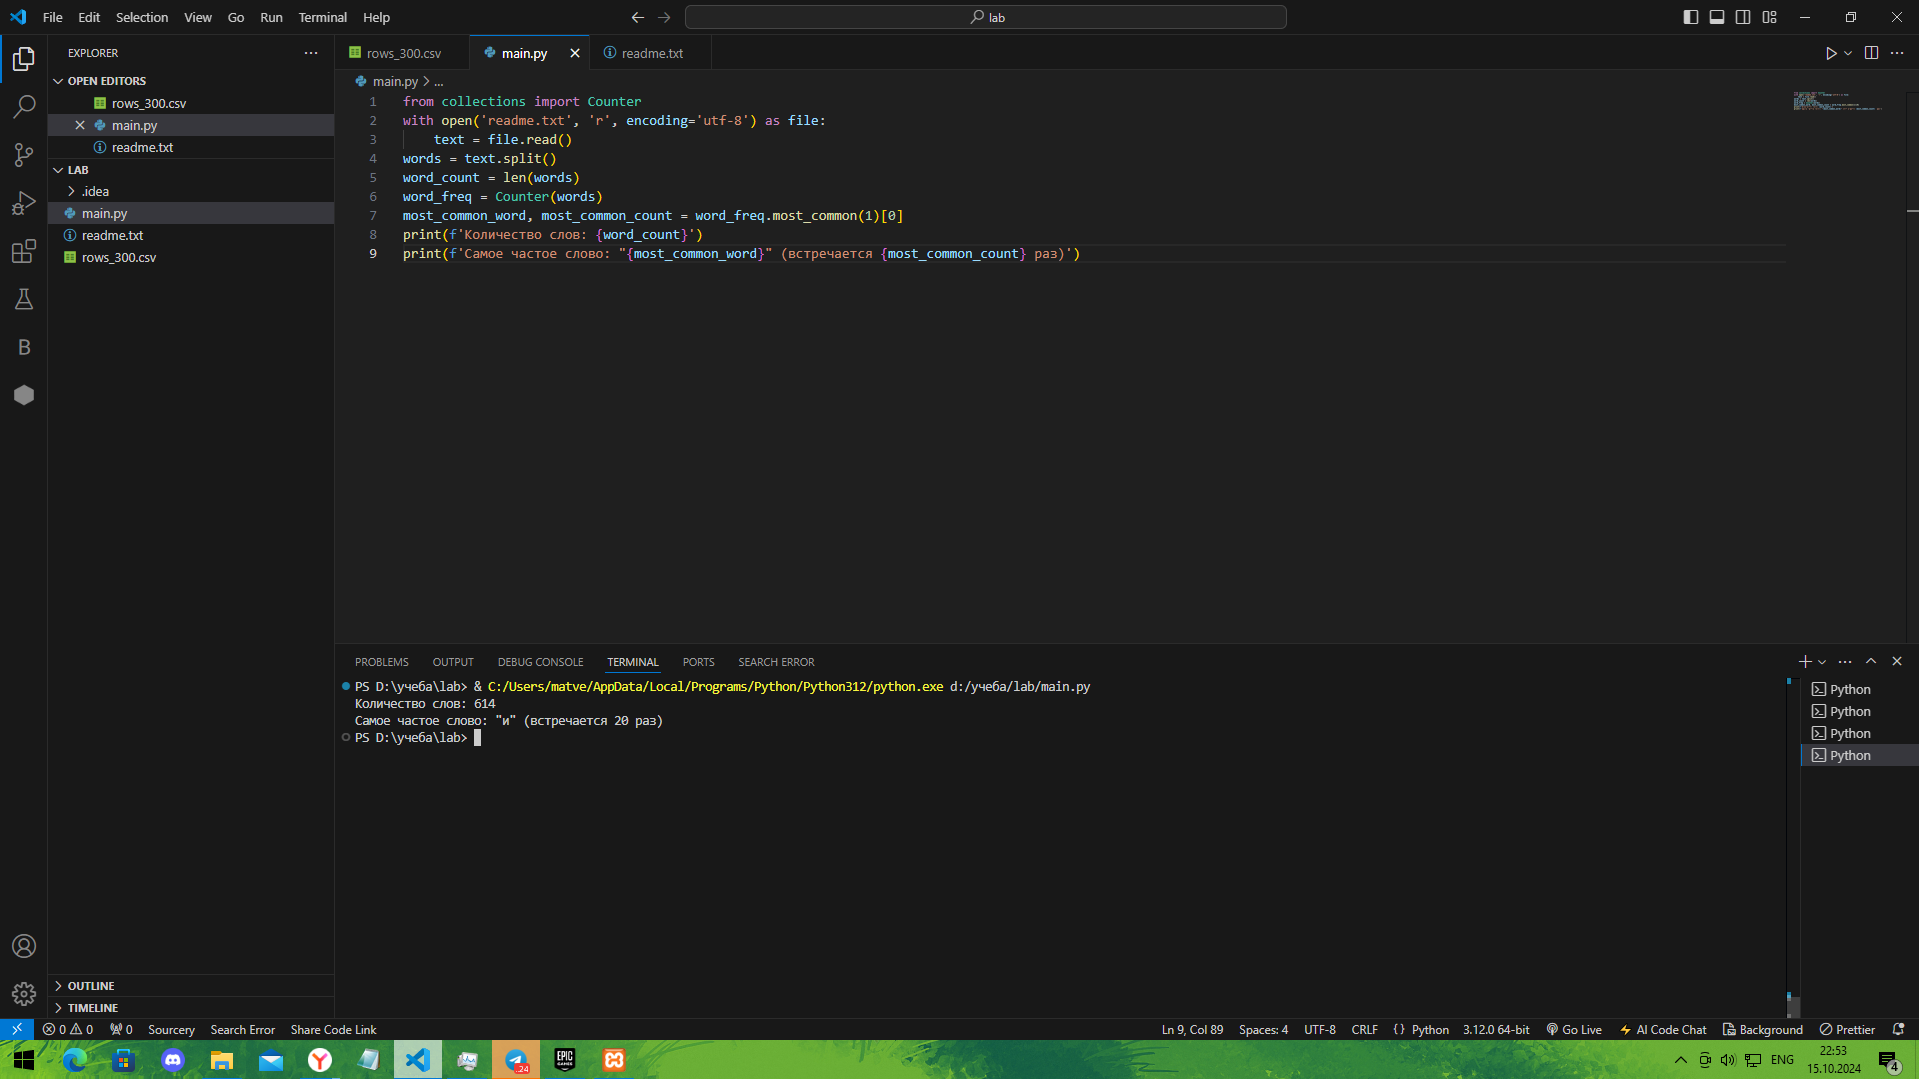 File Edit Selection View Go Run Terminal Help
lab
EXPLORER
OPEN EDITORS
rows_300.csv
main.py
readme.txt
LAB
.idea
main.py
readme.txt
rows_300.csv
OUTLINE
TIMELINE
rows_300.csv main.py readme.txt
main.py > ...
1 from collections import Counter
2 with open('readme.txt', 'r', encoding='utf-8') as file:
3 text = file.read()
4 words = text.split()
5 word_count = len(words)
6 word_freq = Counter(words)
7 most_common_word, most_common_count = word_freq.most_common(1)[0]
8 print(f'Количество слов: {word_count}')
9 print(f'Самое частое слово: "{most_common_word}" (встречается {most_common_count} раз)')
PROBLEMS OUTPUT DEBUG CONSOLE TERMINAL PORTS SEARCH ERROR
PS D:\учеба\lab> & C:/Users/matve/AppData/Local/Programs/Python/Python312/python.exe d:/учеба/lab/main.py
Количество слов: 614
Самое частое слово: "и" (встречается 20 раз)
PS D:\учеба\lab>
Python
Python
Python
Python
0 0 0 Sourcery Search Error Share Code Link
Ln 9, Col 89 Spaces: 4 UTF-8 CRLF {} Python 3.12.0 64-bit Go Live AI Code Chat Background Prettier
24
EPIC GAMES
ENG
22:53
15.10.2024
4